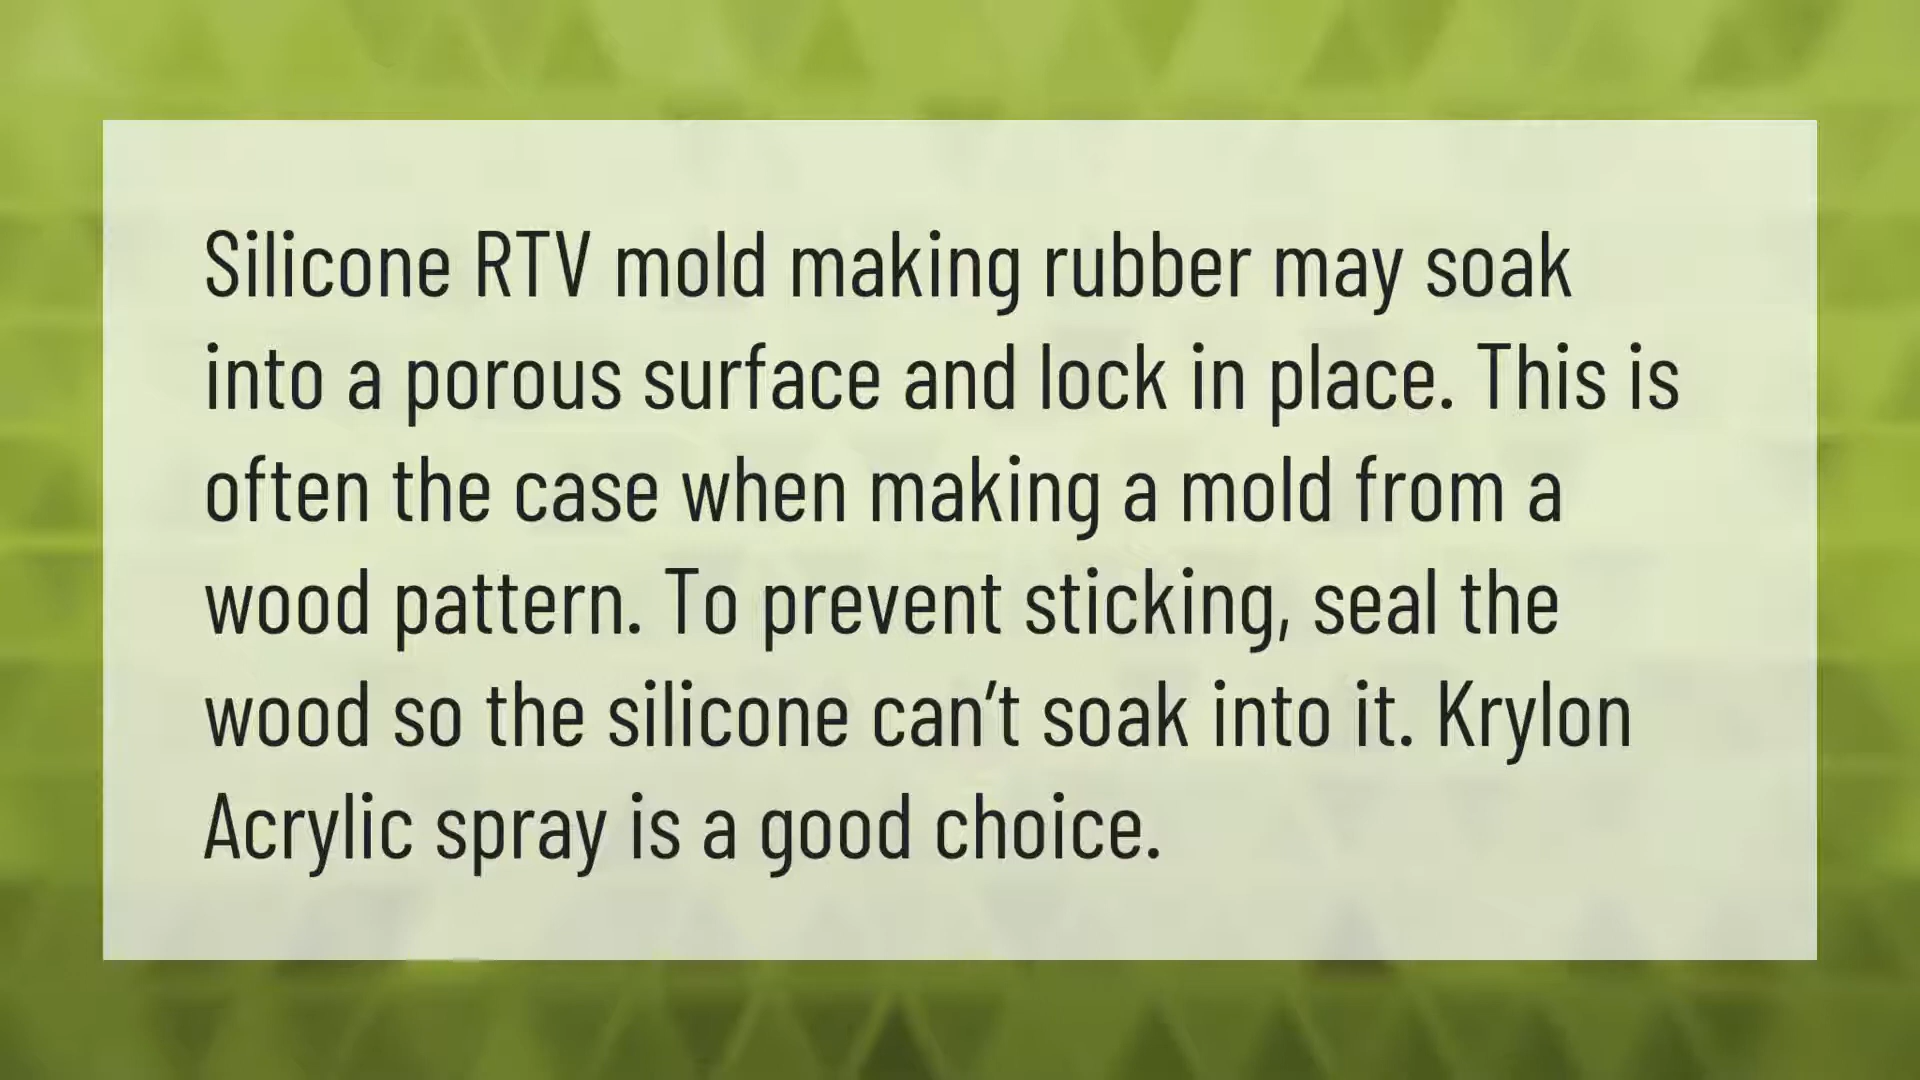 Silicone RTV mold making rubber may soak
into a porous surface and lock in place. This is
often the case when making a mold from a
wood pattern. To prevent sticking, seal the
wood so the silicone can’t soak into it. Krylon
Acrylic spray is a good choice.